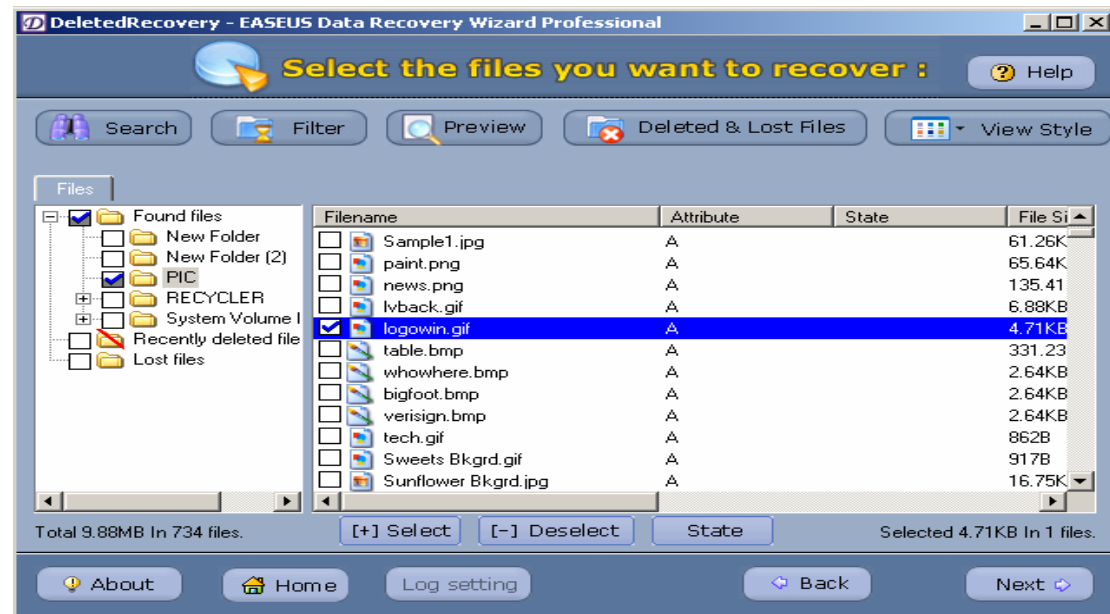 DeletedRecovery - EASEUS Data Recovery Wizard Professional
Select the files you want to recover :
Help
Search
Filter
Preview
Deleted & Lost Files
View Style
Files
Found files
New Folder
New Folder (2)
PIC
RECYCLER
System Volume I
Recently deleted file
Lost files
Filename Attribute State File Si
Sample1.jpg A 61.26K
paint.png A 65.64K
news.png A 135.41
lvback.gif A 6.88KB
logowin.gif A 4.71KB
table.bmp A 331.23
whowhere.bmp A 2.64KB
bigfoot.bmp A 2.64KB
verisign.bmp A 2.64KB
tech.gif A 862B
Sweets Bkgrd.gif A 917B
Sunflower Bkgrd.jpg A 16.75K
Total 9.88MB In 734 files.
[+] Select
[-] Deselect
State
Selected 4.71KB In 1 files.
About
Home
Log setting
Back
Next